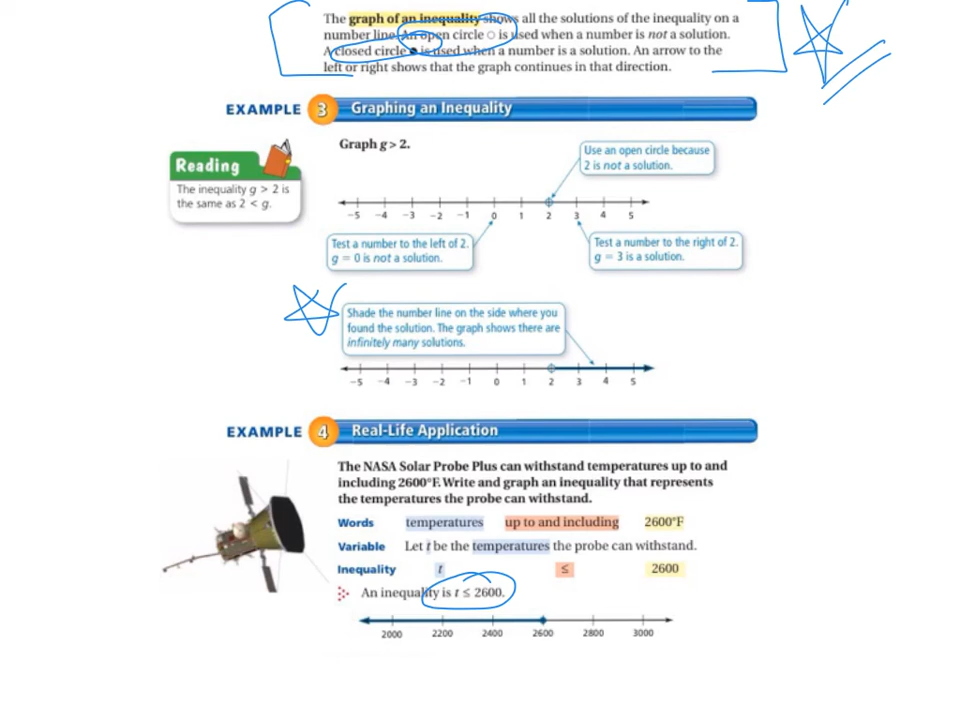 The graph of an inequality shows all the solutions of the inequality on a
number line. An open circle ○ is used when a number is not a solution.
A closed circle ● is used when a number is a solution. An arrow to the
left or right shows that the graph continues in that direction.
EXAMPLE 3 Graphing an Inequality
Reading
The inequality g > 2 is
the same as 2 < g.
Graph g > 2.
Use an open circle because
2 is not a solution.
−5 −4 −3 −2 −1 0 1 2 3 4 5
Test a number to the left of 2.
g = 0 is not a solution.
Test a number to the right of 2.
g = 3 is a solution.
Shade the number line on the side where you
found the solution. The graph shows there are
infinitely many solutions.
−5 −4 −3 −2 −1 0 1 2 3 4 5
EXAMPLE 4 Real-Life Application
The NASA Solar Probe Plus can withstand temperatures up to and
including 2600°F. Write and graph an inequality that represents
the temperatures the probe can withstand.
Words temperatures up to and including 2600°F
Variable Let t be the temperatures the probe can withstand.
Inequality t ≤ 2600
An inequality is t ≤ 2600.
2000 2200 2400 2600 2800 3000